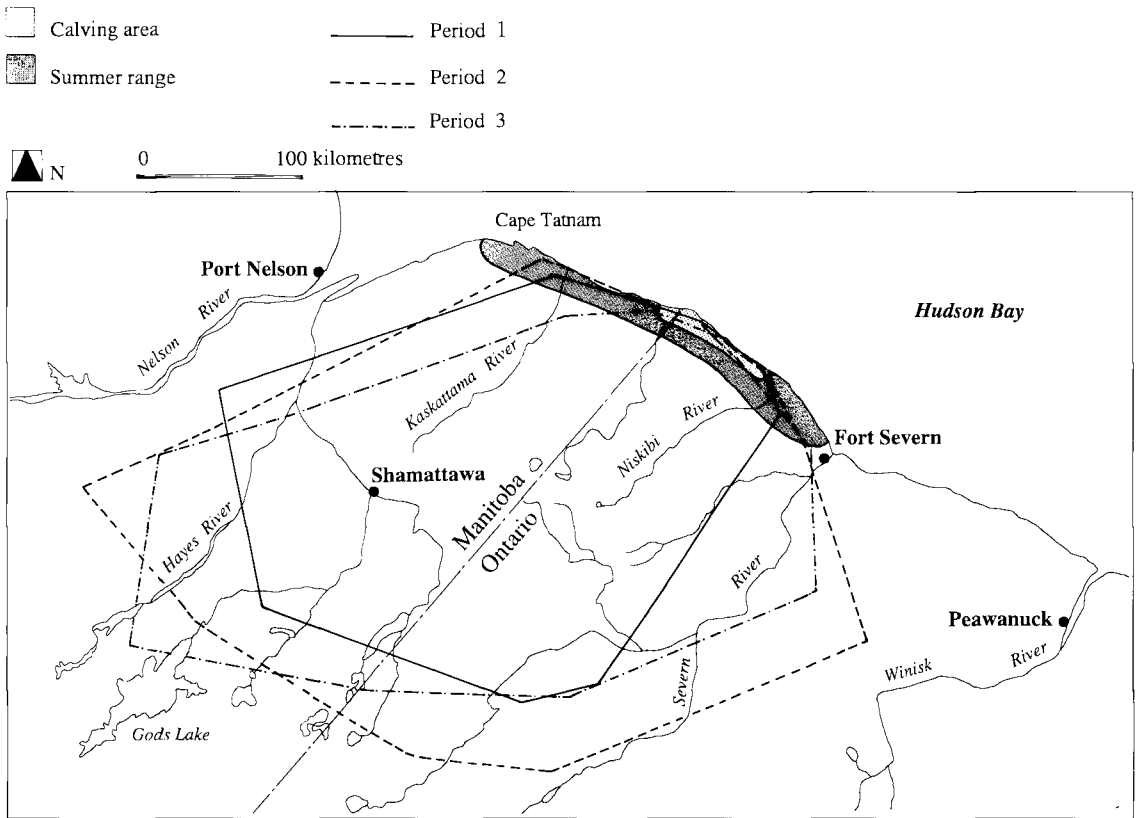 Calving area
Period 1
Summer range
Period 2
Period 3
N
0 100 kilometres
Cape Tatnam
Port Nelson
Nelson River
Hudson Bay
Kaskattama River
Niskibi River
Fort Severn
Shamattawa
Manitoba
Ontario
Hayes River
Severn River
Peawanuck
Winisk River
Gods Lake